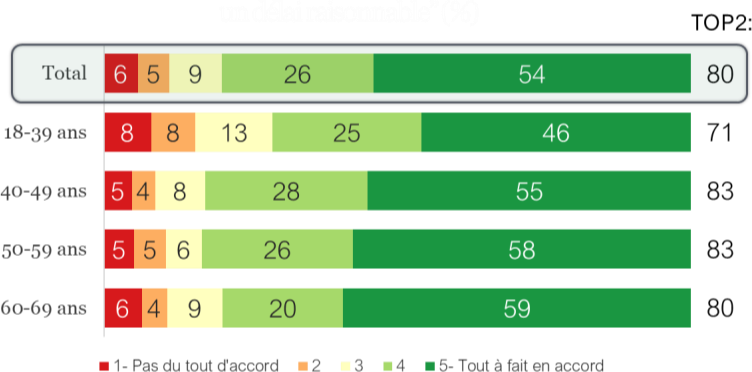 TOP2:
Total 6 5 9 26 54 80
18-39 ans 8 8 13 25 46 71
40-49 ans 5 4 8 28 55 83
50-59 ans 5 5 6 26 58 83
60-69 ans 6 4 9 20 59 80
1- Pas du tout d'accord 2 3 4 5- Tout à fait en accord